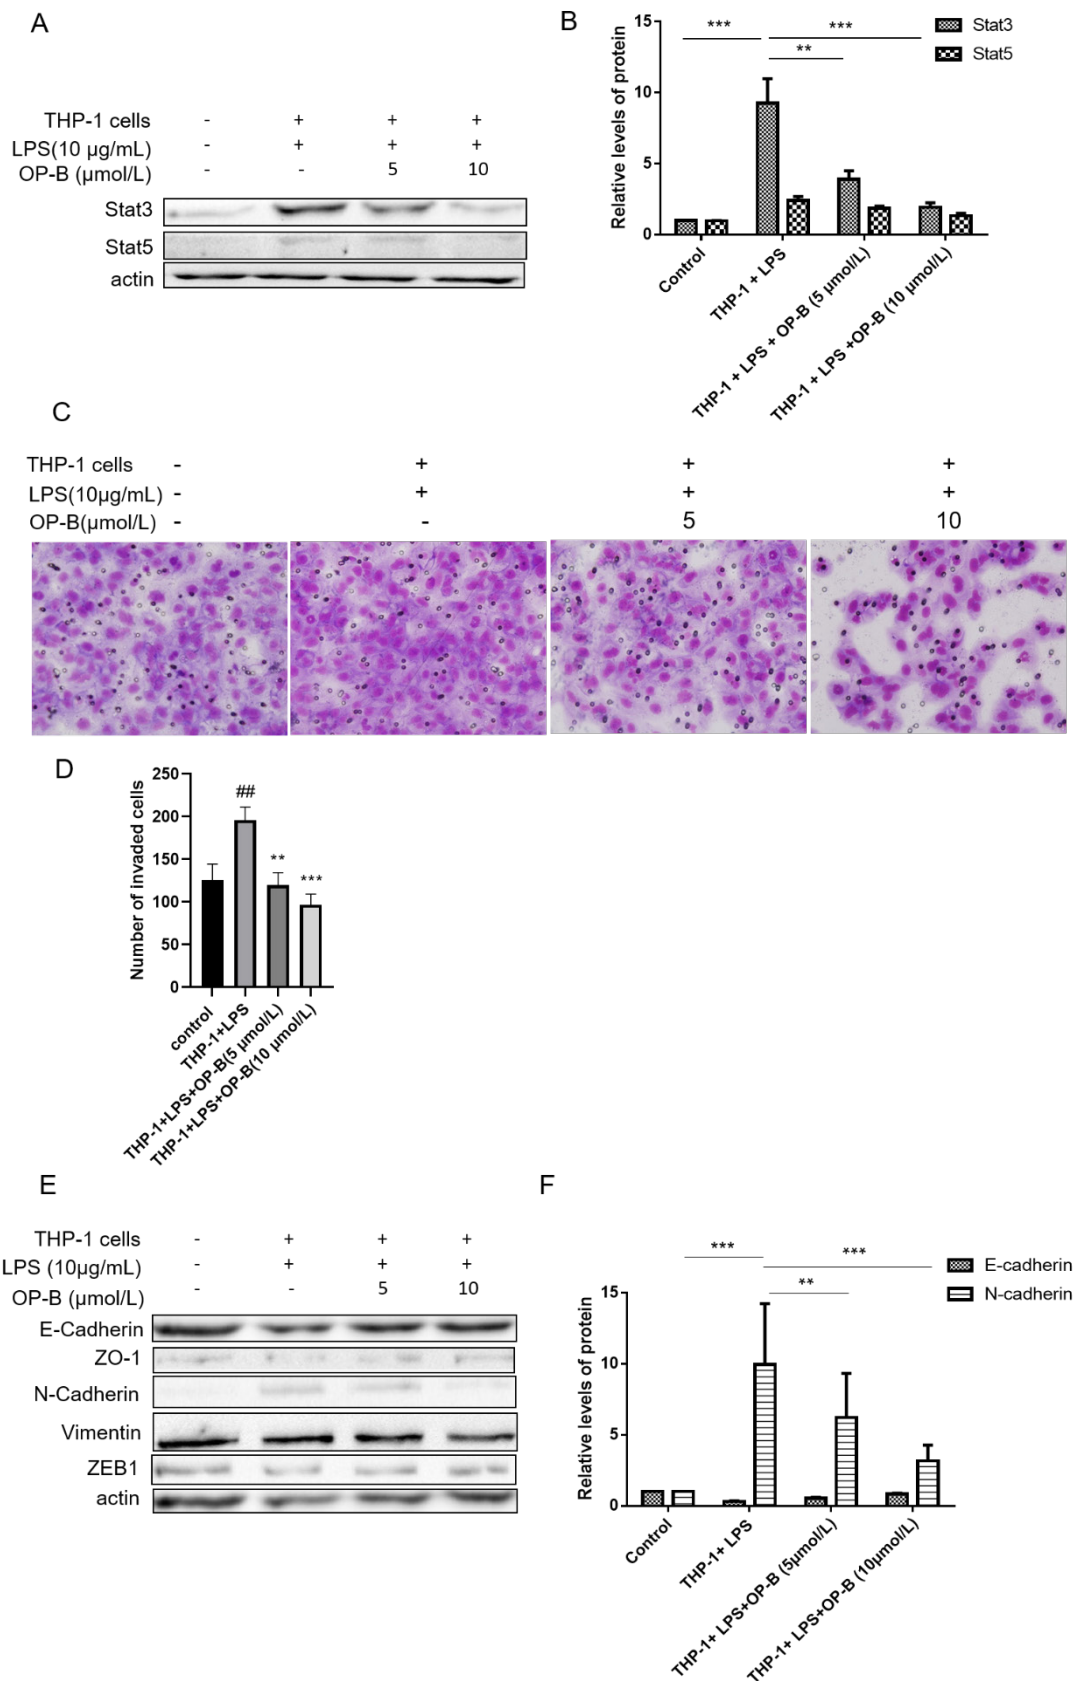 A
THP-1 cells - + + +
LPS(10 µg/mL) - + + +
OP-B (µmol/L) - - 5 10
Stat3
Stat5
actin
B
Relative levels of protein
15
10
5
0
*** ***
**
Stat3
Stat5
Control
THP-1 + LPS
THP-1 + LPS + OP-B (5 µmol/L)
THP-1 + LPS +OP-B (10 µmol/L)
C
THP-1 cells - + + +
LPS(10µg/mL) - + + +
OP-B(µmol/L) - - 5 10
D
Number of invaded cells
250
200
150
100
50
0
##
**
***
control
THP-1+LPS
THP-1+LPS+OP-B(5 µmol/L)
THP-1+LPS+OP-B(10 µmol/L)
E
THP-1 cells - + + +
LPS (10µg/mL) - + + +
OP-B (µmol/L) - - 5 10
E-Cadherin
ZO-1
N-Cadherin
Vimentin
ZEB1
actin
F
Relative levels of protein
15
10
5
0
*** ***
**
E-cadherin
N-cadherin
Control
THP-1+ LPS
THP-1+ LPS+OP-B (5µmol/L)
THP-1+ LPS+OP-B (10µmol/L)